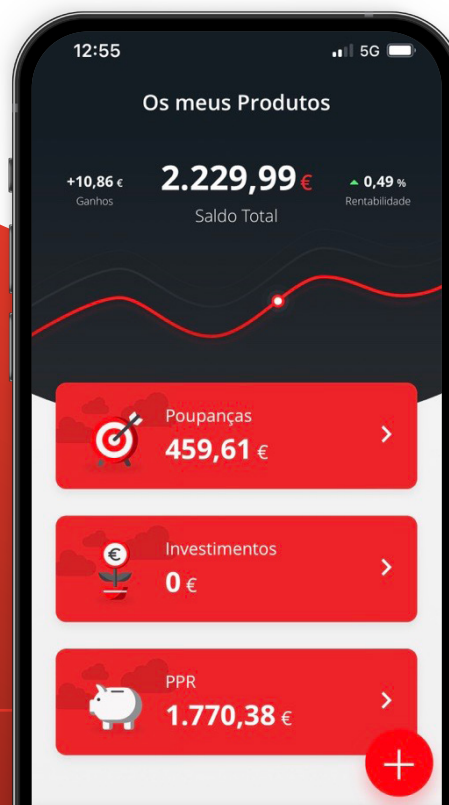 12:55
5G
Os meus Produtos
+10,86 €
Ganhos
2.229,99 €
Saldo Total
0,49 %
Rentabilidade
Poupanças
459,61 €
€
Investimentos
0 €
PPR
1.770,38 €